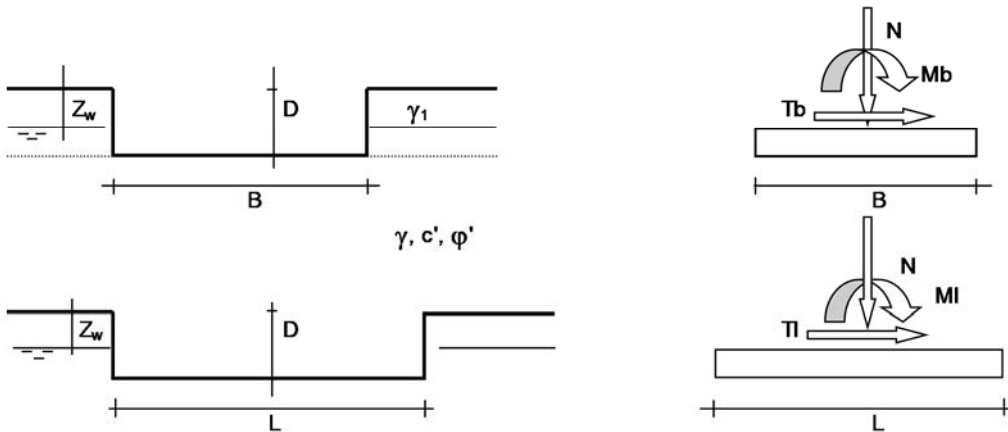 N
Mb
Zw D γ1 Tb
B B
γ, c', φ'
N
Ml
Zw D Tl
L L